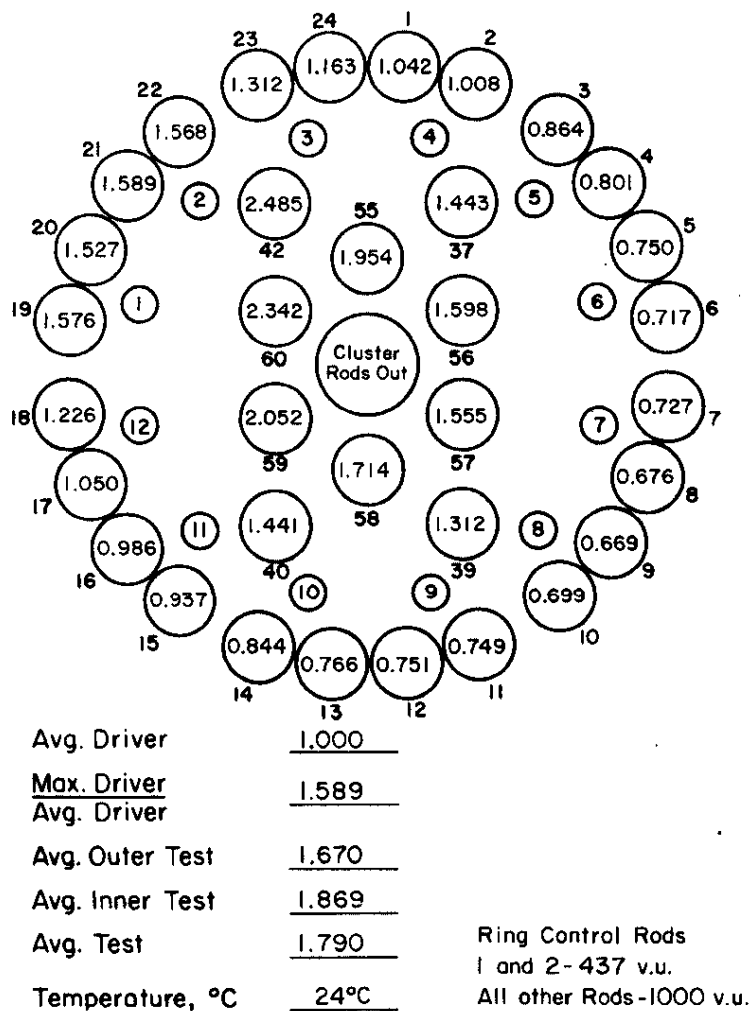 24 1
23 2
1.163 1.042
1.312 1.008
22 3
1.568 3 4 0.864
21 4
1.589 2 2.485 1.443 5 0.801
55
20 42 37 5
1.527 1.954 0.750
19 1.576 1 2.342 1.598 6 0.717 6
60 Cluster 56
Rods Out
18 1.226 12 2.052 1.555 7 0.727 7
59 57
1.714
17 1.050 0.676 8
58
11 1.441 1.312 8
16 0.986 0.669 9
40 39
15 0.937 10 9 0.699 10
0.844 0.766 0.751 0.749
14 13 12 11
Avg. Driver 1.000
Max. Driver
Avg. Driver 1.589
Avg. Outer Test 1.670
Avg. Inner Test 1.869
Avg. Test 1.790
Temperature, °C 24°C
Ring Control Rods
1 and 2-437 v.u.
All other Rods-1000 v.u.